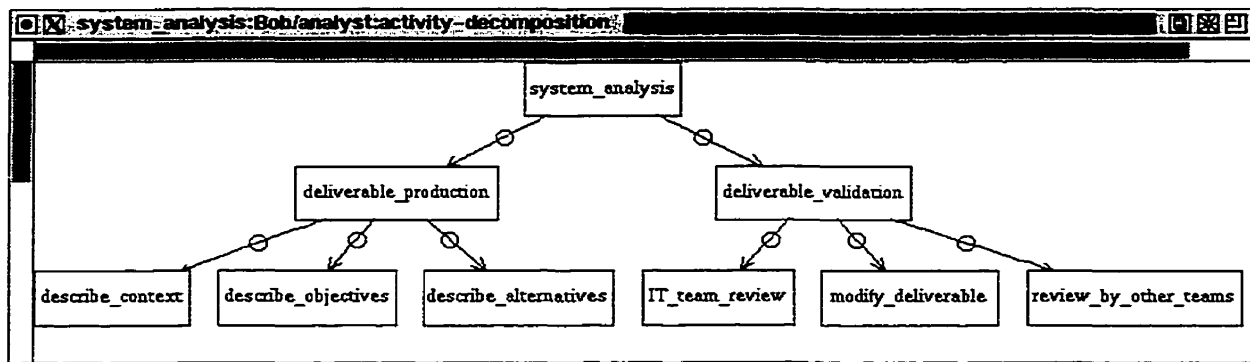 system_analysis:Bob/analyst:activity-decomposition
system_analysis
deliverable_production
deliverable_validation
describe_context
describe_objectives
describe_alternatives
IT_team_review
modify_deliverable
review_by_other_teams